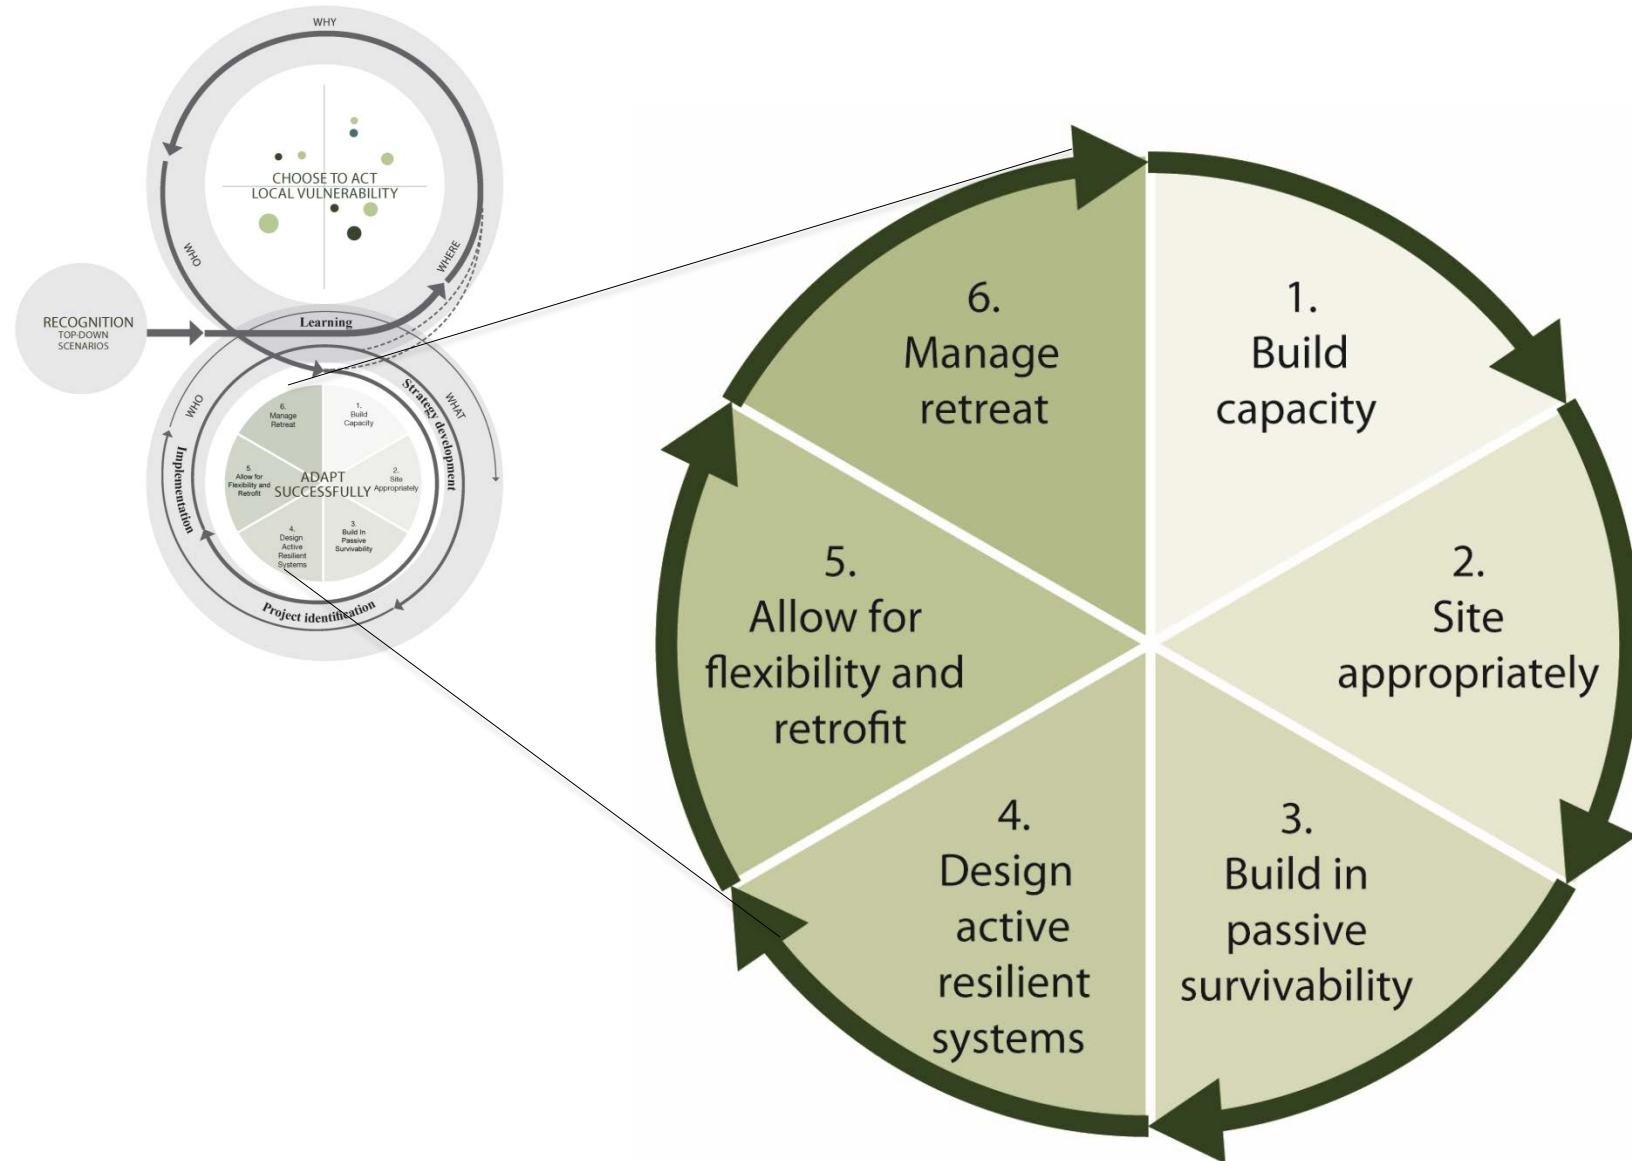 WHY
CHOOSE TO ACT
LOCAL VULNERABILITY
WHO
WHERE
RECOGNITION
TOP-DOWN
SCENARIOS
Learning
WHO
WHAT
Strategy development
Implementation
Project identification
ADAPT
SUCCESSFULLY
1.
Build
Capacity
2.
Site
Appropriately
3.
Build In
Passive
Survivability
4.
Design
Active
Resilient
Systems
5.
Allow for
Flexibility and
Retrofit
6.
Manage
Retreat
1.
Build
capacity
2.
Site
appropriately
3.
Build in
passive
survivability
4.
Design
active
resilient
systems
5.
Allow for
flexibility and
retrofit
6.
Manage
retreat